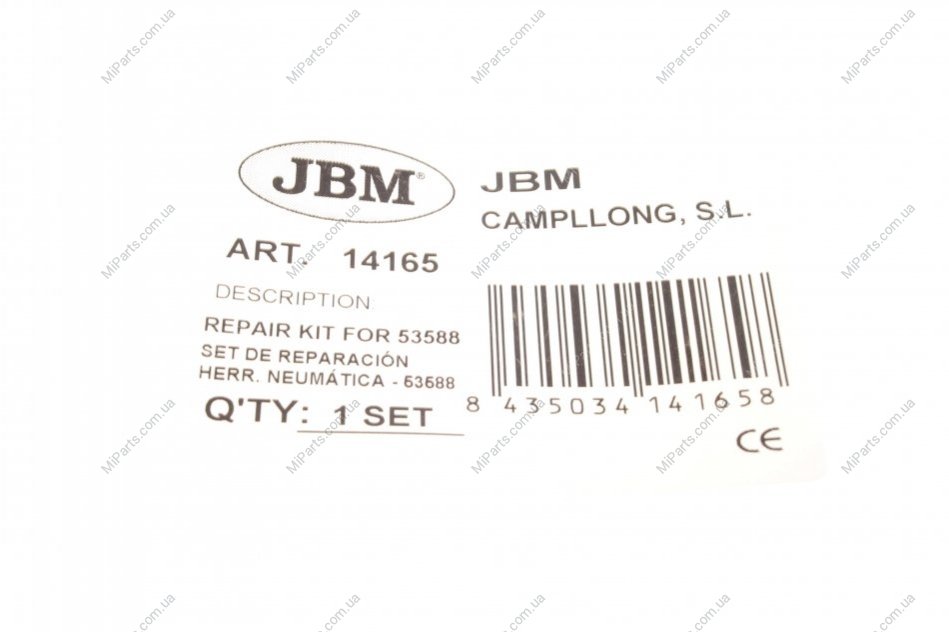 JBM®
JBM
CAMPLLONG, S.L.
ART. 14165
DESCRIPTION:
REPAIR KIT FOR 53588
SET DE REPARACIÓN
HERR. NEUMÁTICA - 53588
Q'TY: 1 SET
8 435034 141658
CE
MiParts.com.ua